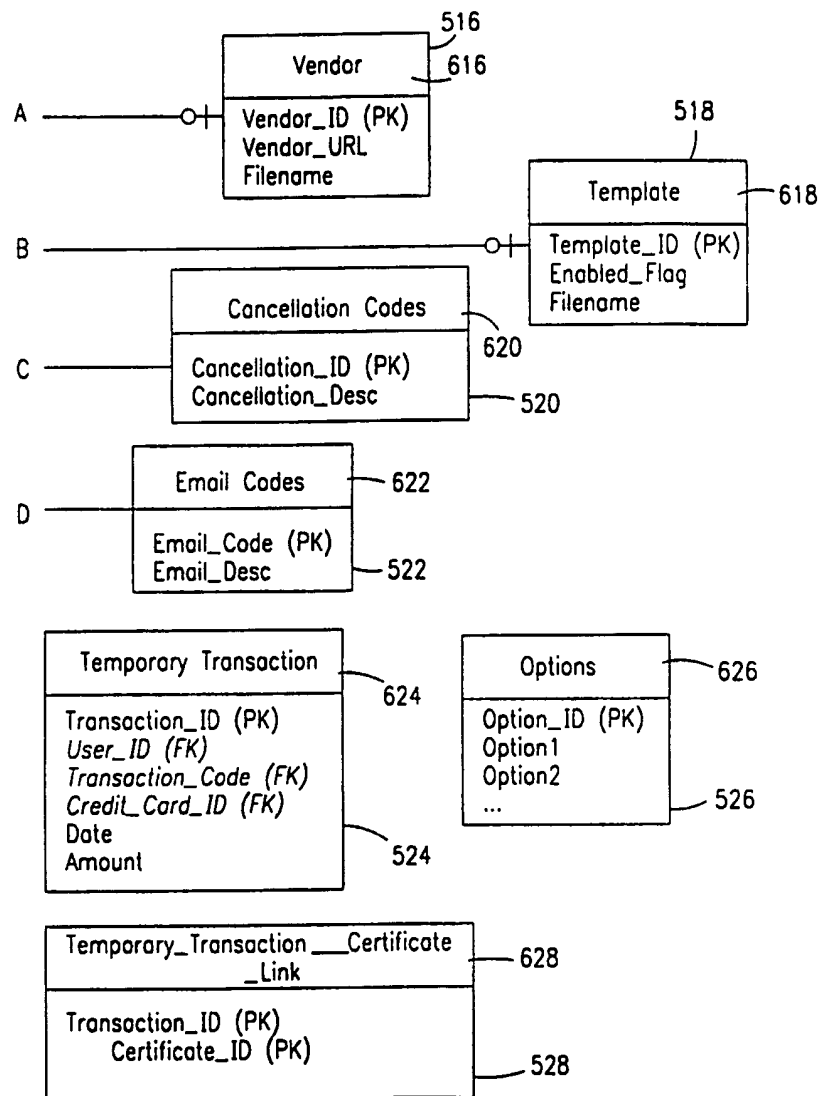 516
Vendor
616
A
Vendor_ID (PK)
Vendor_URL
Filename
518
Template
618
B
Template_ID (PK)
Enabled_Flag
Filename
Cancellation Codes
620
C
Cancellation_ID (PK)
Cancellation_Desc
520
Email Codes
622
D
Email_Code (PK)
Email_Desc
522
Temporary Transaction
624
Transaction_ID (PK)
User_ID (FK)
Transaction_Code (FK)
Credit_Card_ID (FK)
Date
Amount
524
Options
626
Option_ID (PK)
Option1
Option2
...
526
Temporary_Transaction___Certificate
_Link
628
Transaction_ID (PK)
Certificate_ID (PK)
528